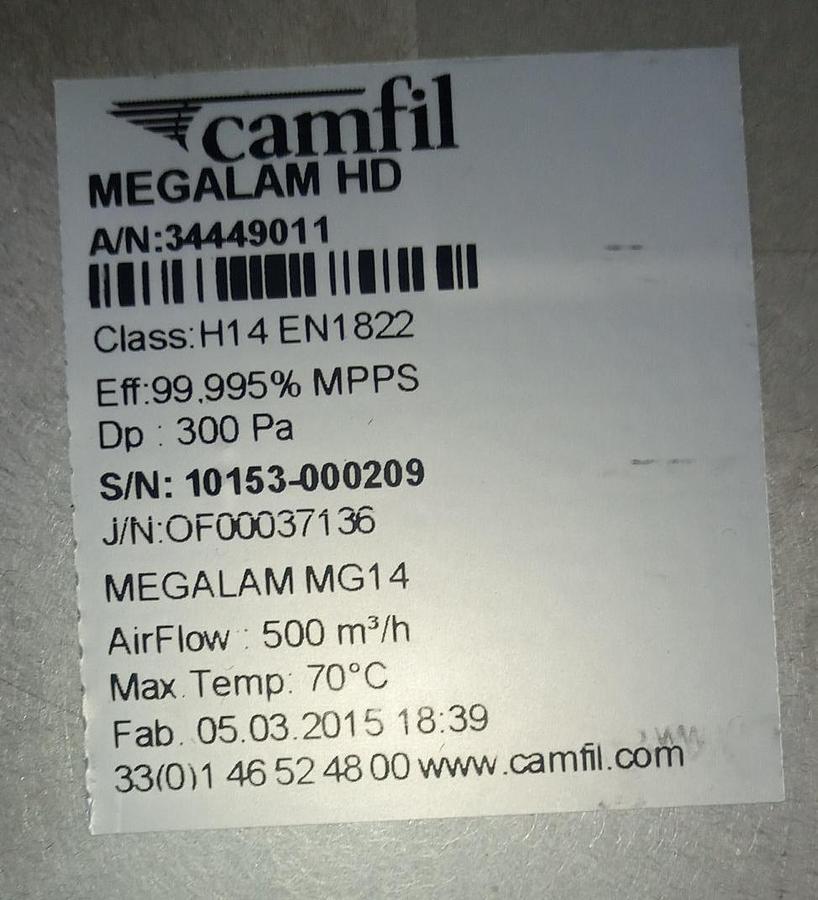 camfil
MEGALAM HD
A/N:34449011
Class:H14 EN1822
Eff:99.995% MPPS
Dp : 300 Pa
S/N: 10153-000209
J/N:OF00037136
MEGALAM MG14
AirFlow : 500 m³/h
Max. Temp: 70°C
Fab. 05.03.2015 18:39
33(0)1 46 52 48 00 www.camfil.com